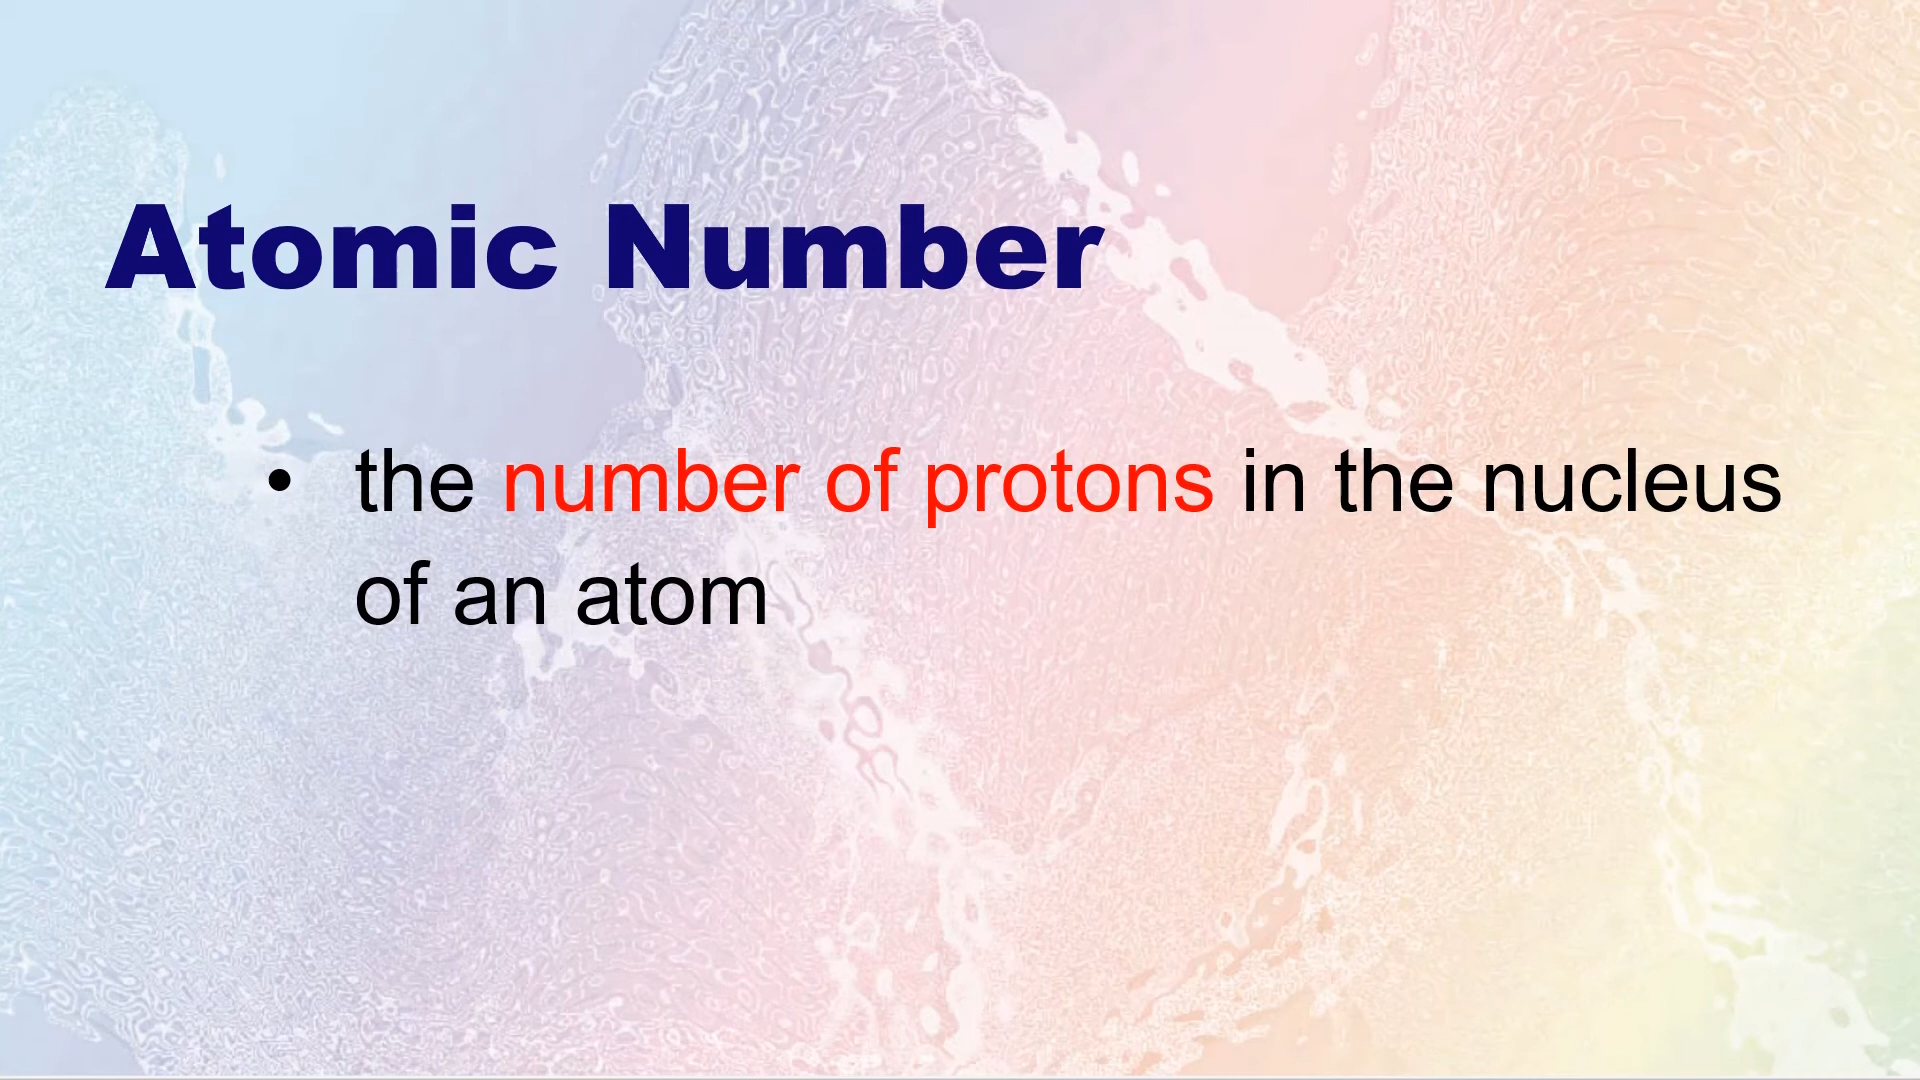 Atomic Number
• the number of protons in the nucleus
of an atom